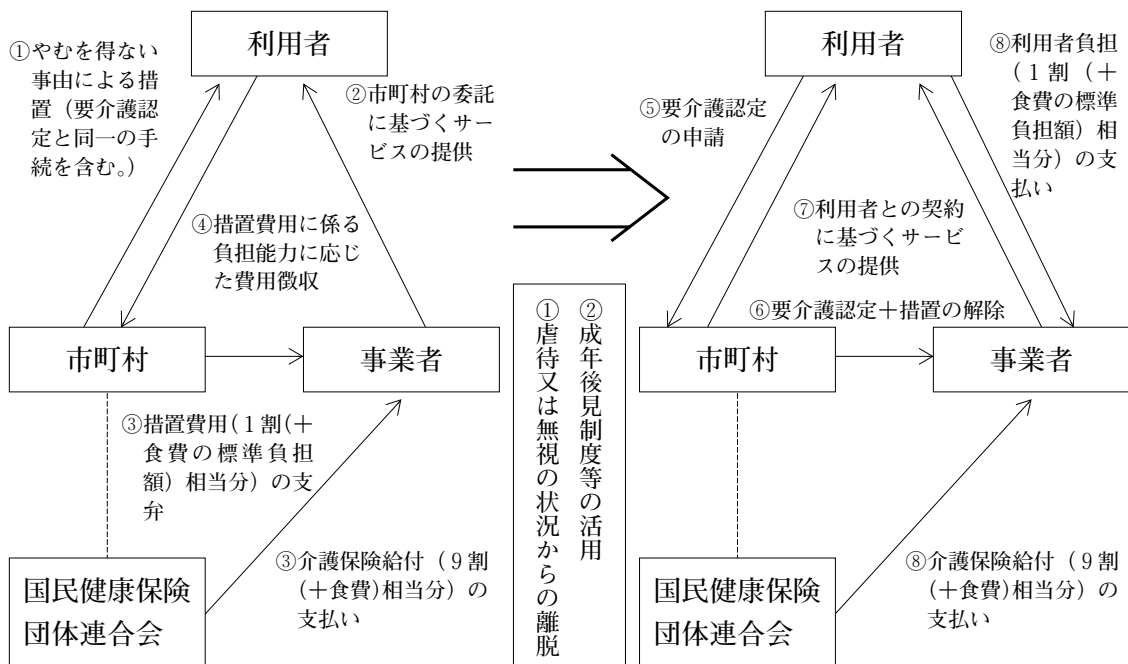 利用者
①やむを得ない
事由による措
置（要介護認
定と同一の手
続を含む。）
②市町村の委託
に基づくサー
ビスの提供
④措置費用に係る
負担能力に応じ
た費用徴収
市町村
事業者
③措置費用(１割(＋
食費の標準負担
額）相当分）の支
弁
国民健康保険
団体連合会
③介護保険給付（９割
(＋食費)相当分）の
支払い
②成年後見制度等の活用
①虐待又は無視の状況からの離脱
利用者
⑤要介護認定
の申請
⑧利用者負担
(１割（＋
食費の標準
負担額）相
当分）の支
払い
⑦利用者との契約
に基づくサービ
スの提供
⑥要介護認定＋措置の解除
市町村
事業者
国民健康保険
団体連合会
⑧介護保険給付（９割
(＋食費)相当分）の
支払い